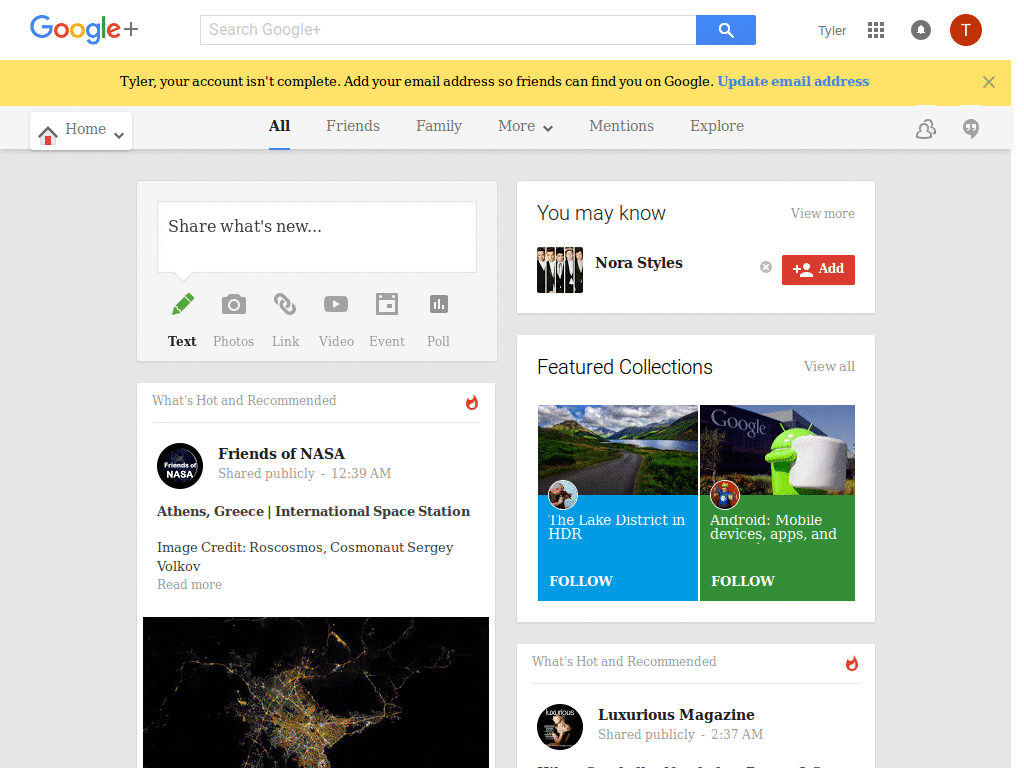 Google+
Search Google+
Tyler
T
Tyler, your account isn't complete. Add your email address so friends can find you on Google. Update email address
Home
All
Friends
Family
More
Mentions
Explore
Share what's new...
Text
Photos
Link
Video
Event
Poll
What's Hot and Recommended
Friends of NASA
Friends of
NASA
Shared publicly - 12:39 AM
Athens, Greece | International Space Station
Image Credit: Roscosmos, Cosmonaut Sergey
Volkov
Read more
You may know
View more
Nora Styles
Add
Featured Collections
View all
Google
The Lake District in
HDR
FOLLOW
Android: Mobile
devices, apps, and
FOLLOW
What's Hot and Recommended
LUXURIOUS
Luxurious Magazine
Shared publicly - 2:37 AM